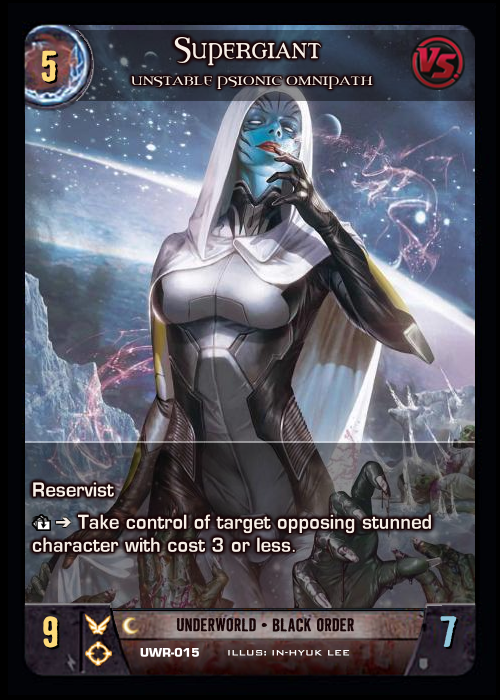 5
SUPERGIANT
UNSTABLE PSIONIC OMNIPATH
VS
Reservist
➔ Take control of target opposing stunned
character with cost 3 or less.
9
UNDERWORLD • BLACK ORDER
7
UWR-015 ILLUS: IN-HYUK LEE